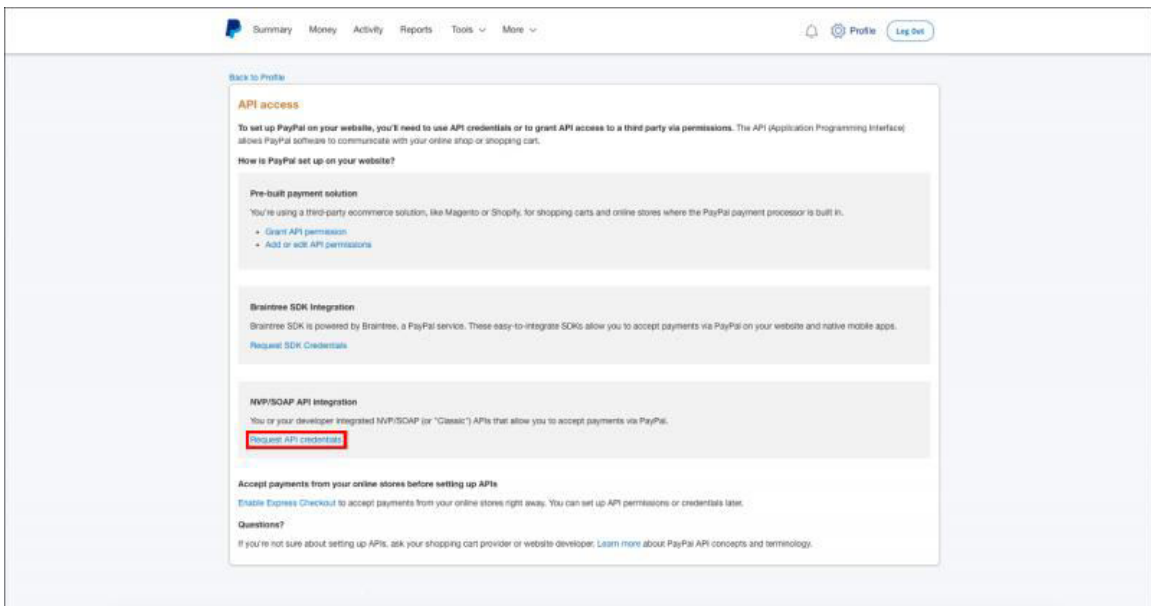 Summary Money Activity Reports Tools More Profile Log Out
Back to Profile
API access
To set up PayPal on your website, you'll need to use API credentials or to grant API access to a third party via permissions. The API (Application Programming Interface)
allows PayPal software to communicate with your online shop or shopping cart.
How is PayPal set up on your website?
Pre-built payment solution
You're using a third-party ecommerce solution, like Magento or Shopify, for shopping carts and online stores where the PayPal payment processor is built in.
• Grant API permission
• Add or edit API permissions
Braintree SDK Integration
Braintree SDK is powered by Braintree, a PayPal service. These easy-to-integrate SDKs allow you to accept payments via PayPal on your website and native mobile apps.
Request SDK Credentials
NVP/SOAP API integration
You or your developer integrated NVP/SOAP (or "Classic") APIs that allow you to accept payments via PayPal.
Request API credentials
Accept payments from your online stores before setting up APIs
Enable Express Checkout to accept payments from your online stores right away. You can set up API permissions or credentials later.
Questions?
If you're not sure about setting up APIs, ask your shopping cart provider or website developer. Learn more about PayPal API concepts and terminology.